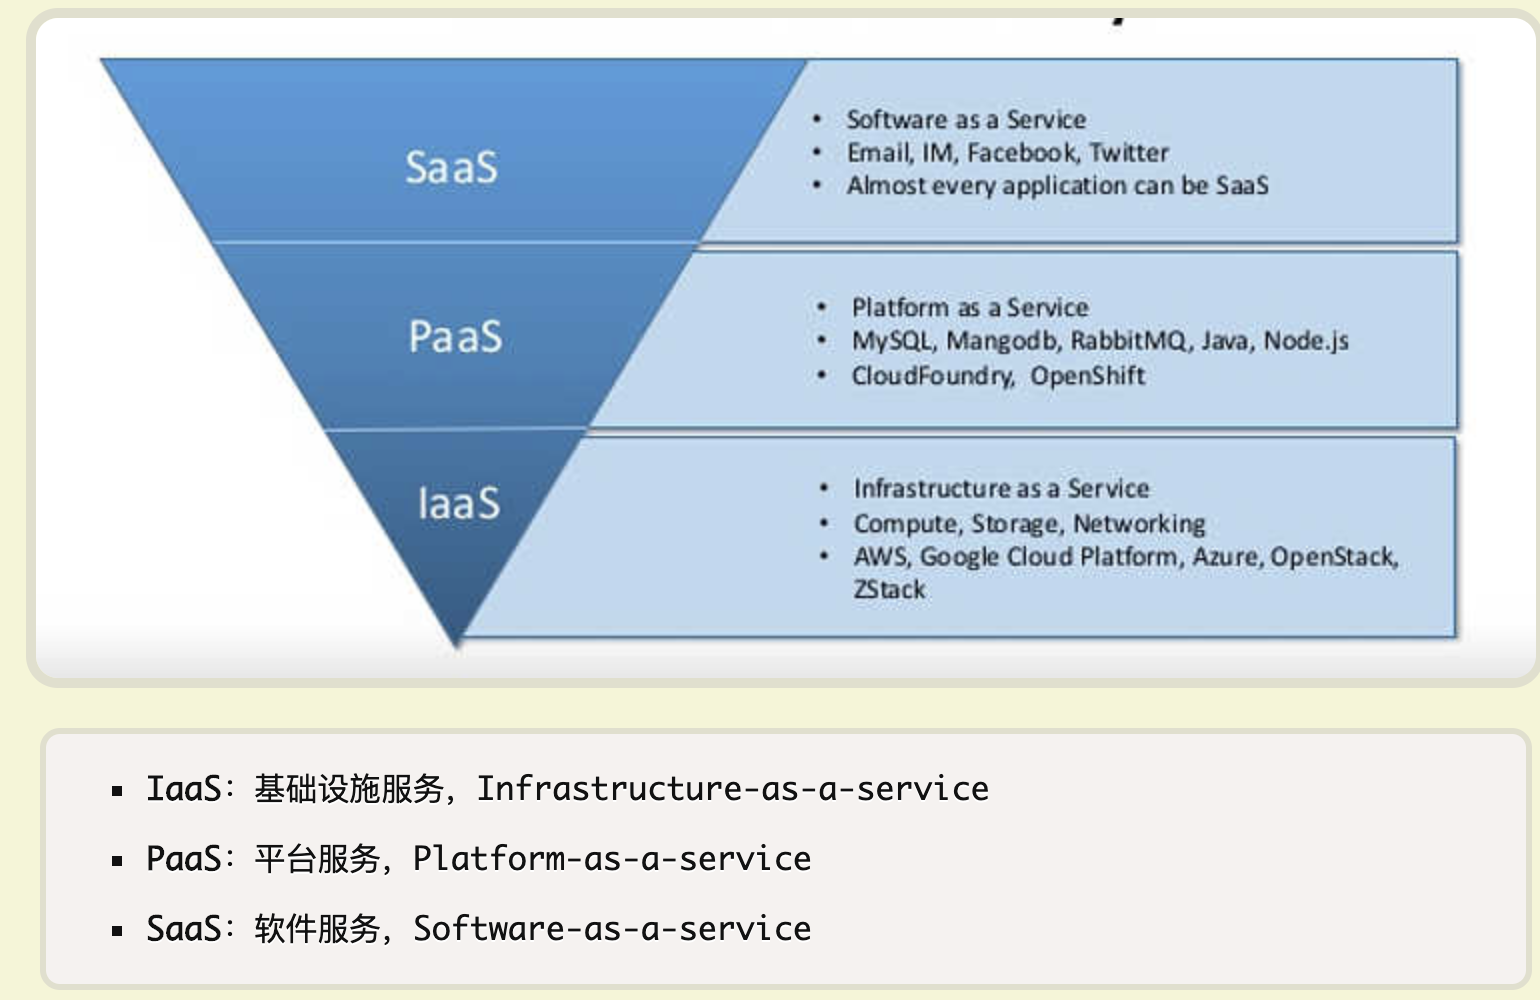 SaaS
• Software as a Service
• Email, IM, Facebook, Twitter
• Almost every application can be SaaS
PaaS
• Platform as a Service
• MySQL, Mangodb, RabbitMQ, Java, Node.js
• CloudFoundry, OpenShift
IaaS
• Infrastructure as a Service
• Compute, Storage, Networking
• AWS, Google Cloud Platform, Azure, OpenStack,
ZStack
▪ IaaS：基础设施服务，Infrastructure-as-a-service
▪ PaaS：平台服务，Platform-as-a-service
▪ SaaS：软件服务，Software-as-a-service